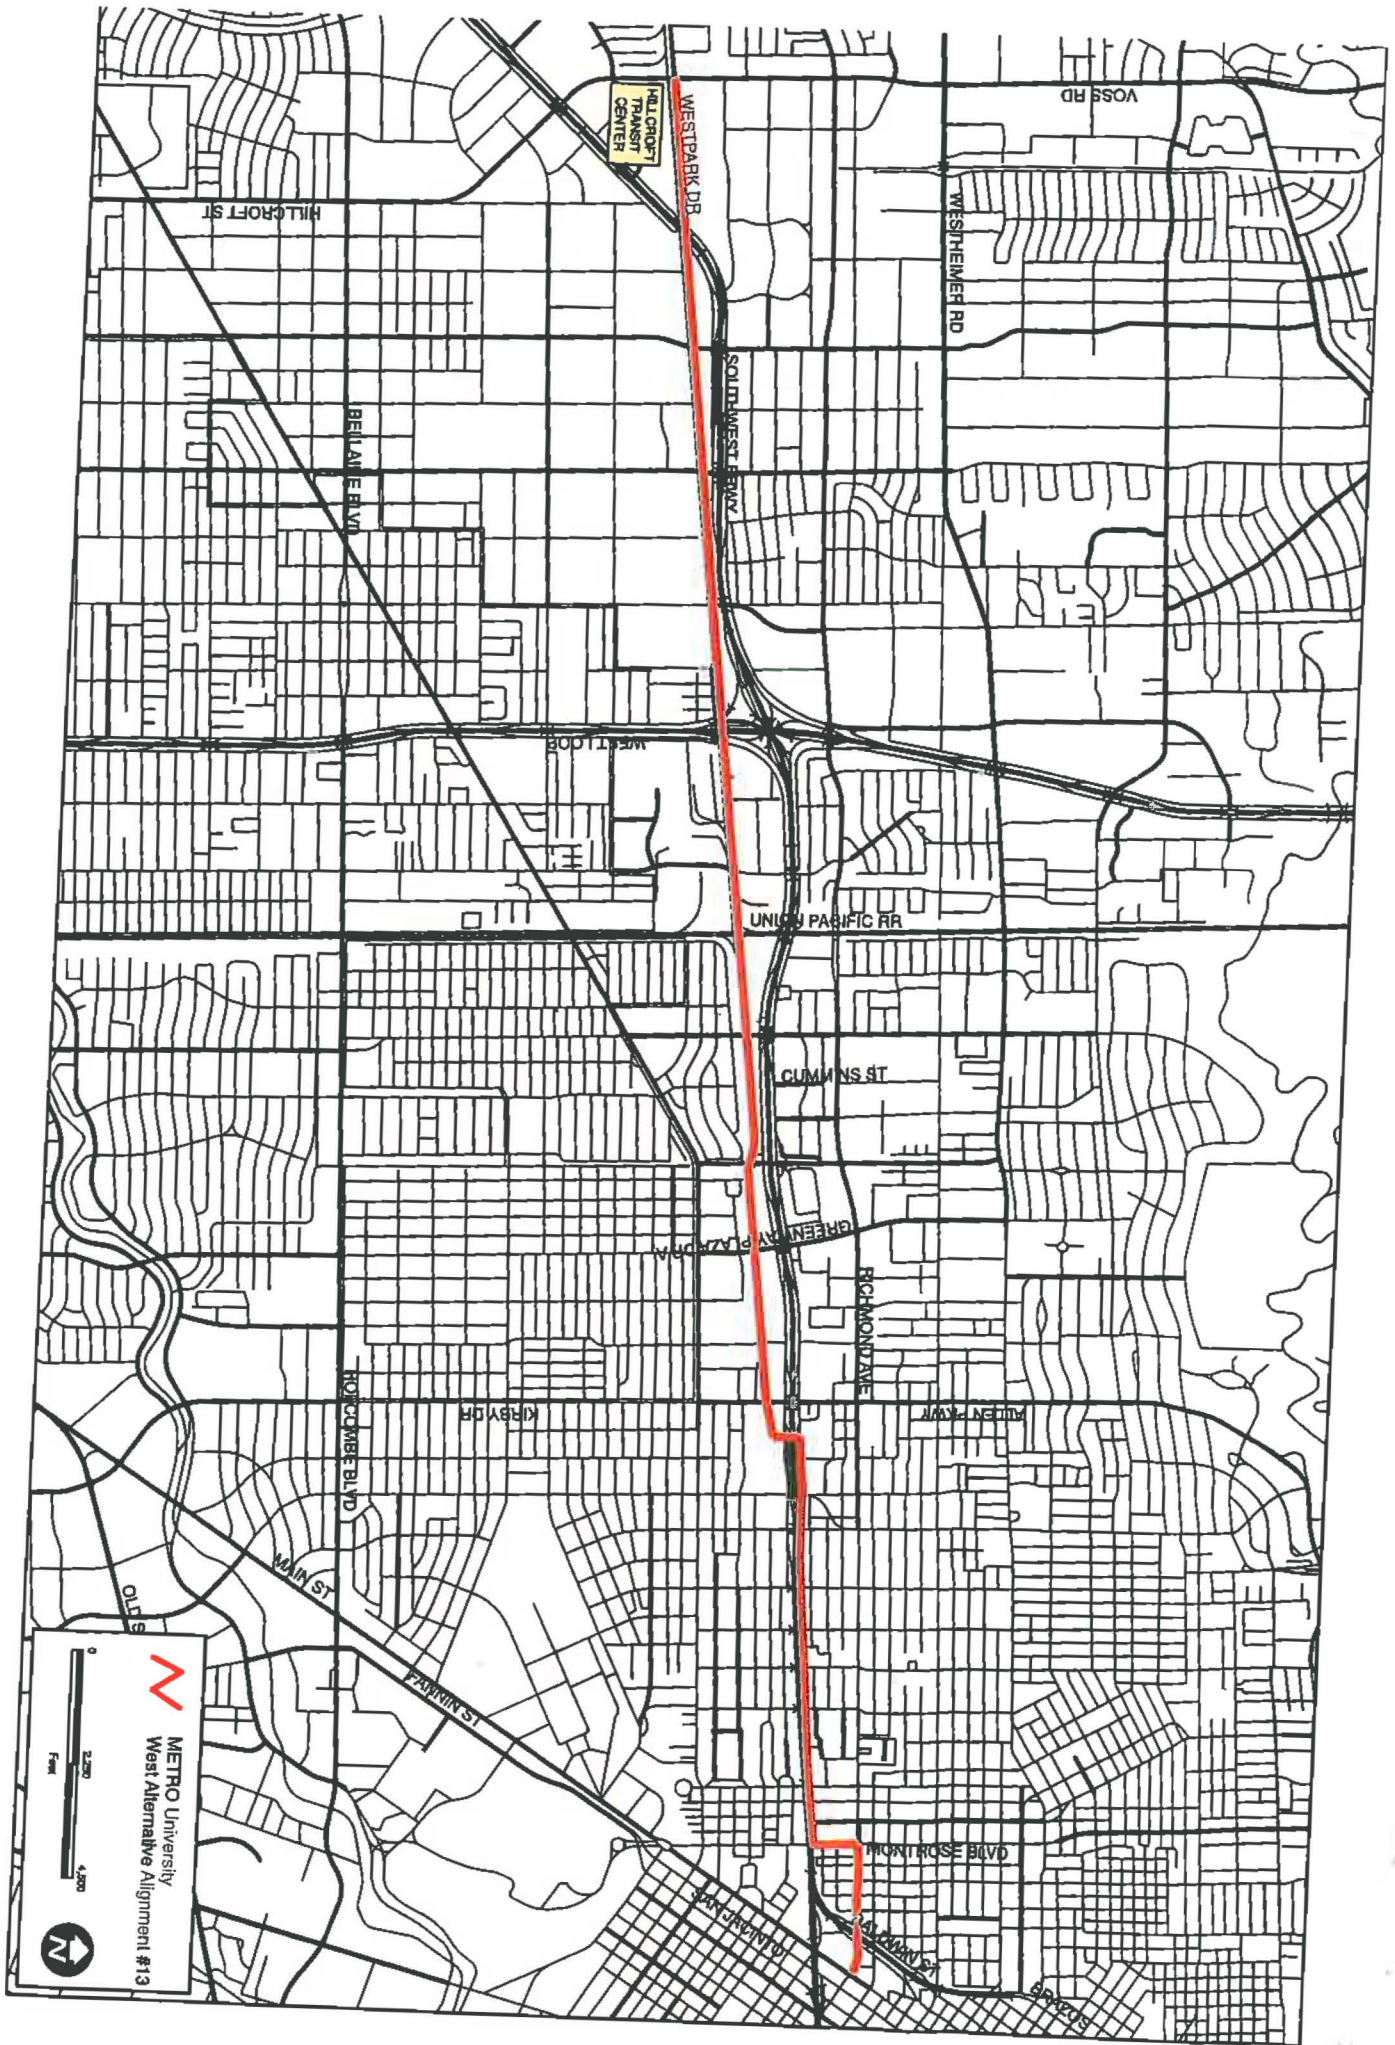 VOSS RD
HILLCROFT
TRANSIT
CENTER
WESTPARK DR
WESTHEIMER RD
HILLCROFT ST
SOUTHWEST FRWY
BELLAIRE BLVD
WEST LOOP
UNION PACIFIC RR
CUMMINS ST
GREENWAY PLAZA DR A
RICHMOND AVE
KIRBY DR
ALLEN PKWY
HOLCOMBE BLVD
MAIN ST
OLD S
FANNIN ST
MONTROSE BLVD
SAN JACINTO
BALDWIN ST
BRAZOS
METRO University
West Alternative Alignment #13
0
2,250
4,500
Feet
N